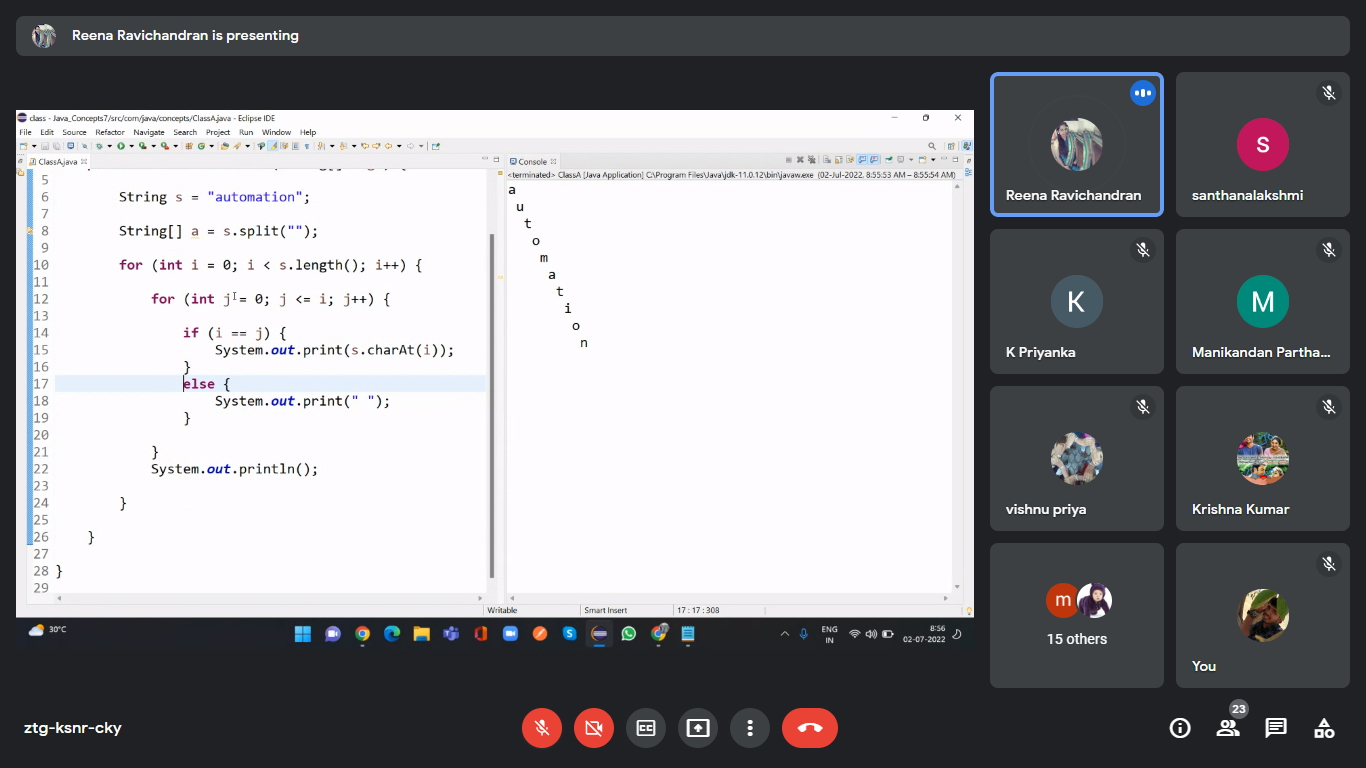 Reena Ravichandran is presenting
class - Java_Concepts7/src/com/java/concepts/ClassA.java - Eclipse IDE
File Edit Source Refactor Navigate Search Project Run Window Help
ClassA.java
5
6 String s = "automation";
7
8 String[] a = s.split("");
9
10 for (int i = 0; i < s.length(); i++) {
11
12 for (int j = 0; j <= i; j++) {
13
14 if (i == j) {
15 System.out.print(s.charAt(i));
16 }
17 else {
18 System.out.print(" ");
19 }
20
21 }
22 System.out.println();
23
24 }
25
26 }
27
28 }
29
Console
<terminated> ClassA [Java Application] C:\Program Files\Java\jdk-11.0.12\bin\javaw.exe (02-Jul-2022, 8:55:53 AM – 8:55:54 AM)
a
u
t
o
m
a
t
i
o
n
Writable Smart Insert 17 : 17 : 308
30°C
ENG
IN
8:56
02-07-2022
Reena Ravichandran
s
santhanalakshmi
K
K Priyanka
M
Manikandan Partha...
vishnu priya
Krishna Kumar
m
15 others
You
ztg-ksnr-cky
CC
23